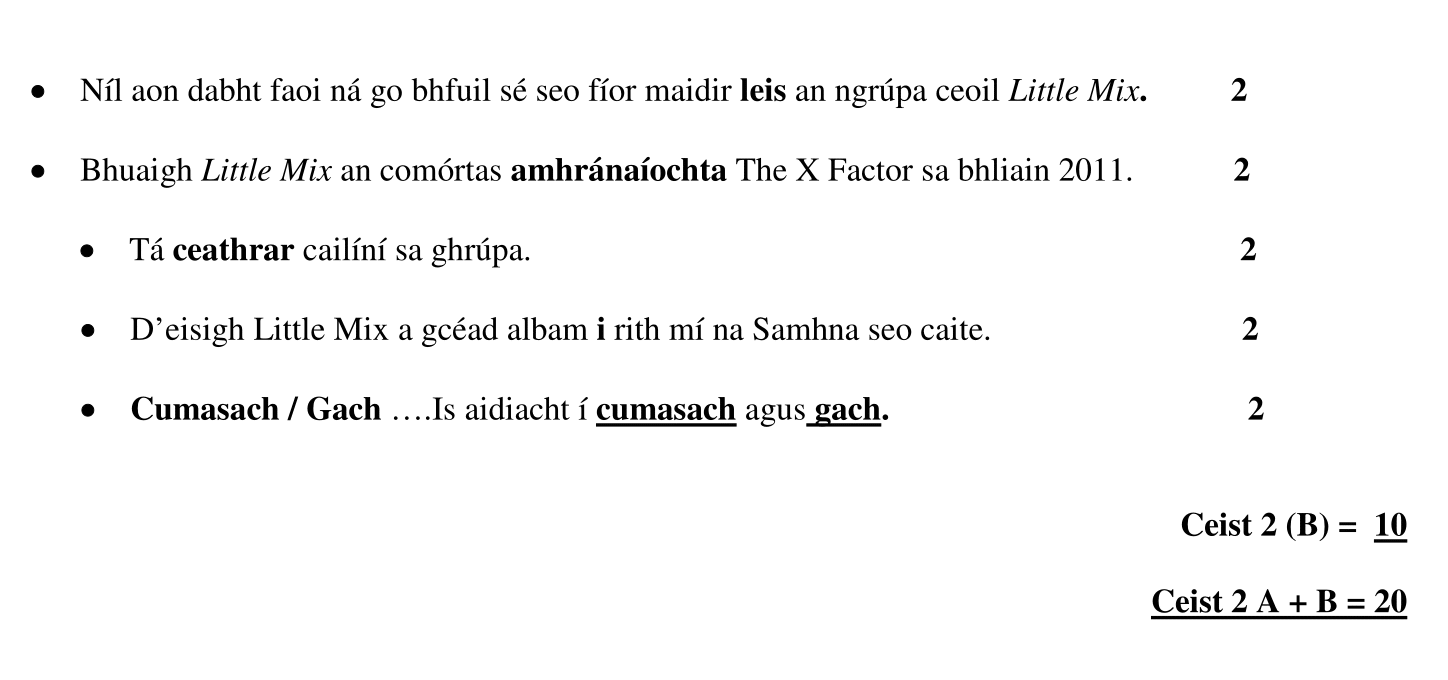 • Níl aon dabht faoi ná go bhfuil sé seo fíor maidir leis an ngrúpa ceoil Little Mix. 2
• Bhuaigh Little Mix an comórtas amhránaíochta The X Factor sa bhliain 2011. 2
• Tá ceathrar cailíní sa ghrúpa. 2
• D’eisigh Little Mix a gcéad albam i rith mí na Samhna seo caite. 2
• Cumasach / Gach ….Is aidiacht í cumasach agus gach. 2
Ceist 2 (B) = 10
Ceist 2 A + B = 20